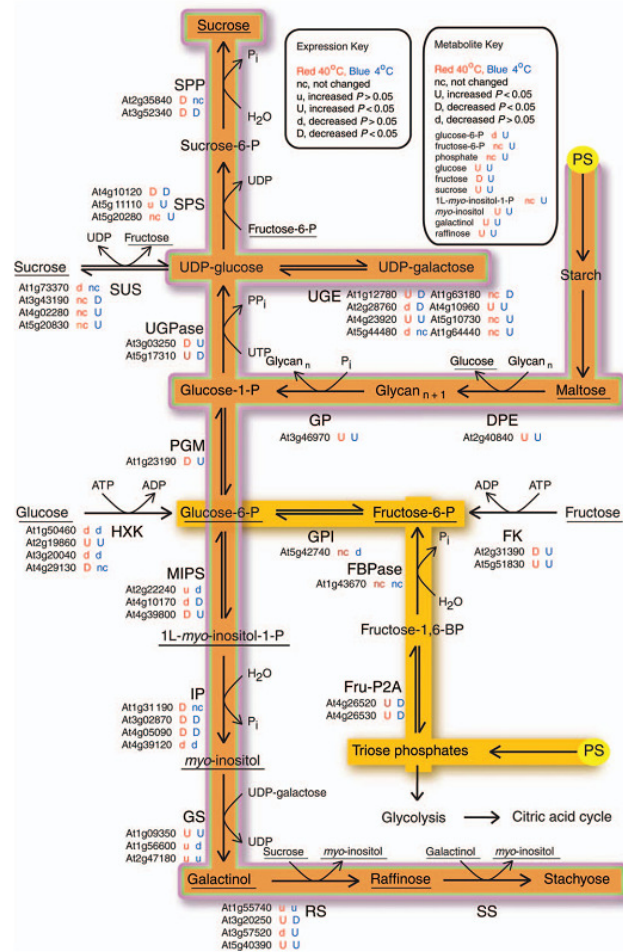 Sucrose
SPP
At2g35840 D nc
At3g52340 D D
Pi
H2O
Sucrose-6-P
SPS
At4g10120 D D
At5g11110 u U
At5g20280 nc U
UDP
Fructose-6-P
Expression Key
Red 40°C, Blue 4°C
nc, not changed
u, increased P > 0.05
U, increased P < 0.05
d, decreased P > 0.05
D, decreased P < 0.05
Metabolite Key
Red 40°C, Blue 4°C
nc, not changed
U, increased P < 0.05
D, decreased P < 0.05
d, decreased P > 0.05
glucose-6-P d U
fructose-6-P nc U
phosphate nc U
glucose U U
fructose D U
sucrose U U
1L-myo-inositol-1-P nc U
myo-inositol U U
galactinol U U
raffinose U U
PS
Starch
Maltose
UDP Fructose
Sucrose
SUS
At1g73370 d nc
At3g43190 nc D
At4g02280 nc U
At5g20830 nc U
UDP-glucose
UDP-galactose
UGE
At1g12780 U D At1g63180 nc D
At2g28760 d D At4g10960 U U
At4g23920 U U At5g10730 nc U
At5g44480 d nc At1g64440 nc U
UGPase
At3g03250 D U
At5g17310 U D
PPi
UTP
Glucose-1-P
Glycan n
Pi
Glycan n+1
Glucose
Glycan n
GP
At3g46970 U U
DPE
At2g40840 U U
PGM
At1g23190 D U
ATP ADP
Glucose
HXK
At1g50460 d d
At2g19860 U U
At3g20040 d d
At4g29130 D nc
Glucose-6-P
Fructose-6-P
GPI
At5g42740 nc d
ADP ATP
Fructose
FK
At2g31390 D U
At5g51830 U U
FBPase
At1g43670 nc nc
Pi
H2O
Fructose-1,6-BP
MIPS
At2g22240 u d
At4g10170 d D
At4g39800 D U
1L-myo-inositol-1-P
IP
At1g31190 D nc
At3g02870 D D
At4g05090 D D
At4g39120 d d
H2O
Pi
Fru-P2A
At4g26520 U D
At4g26530 U D
Triose phosphates
PS
Glycolysis
Citric acid cycle
myo-inositol
GS
At1g09350 U U
At1g56600 u d
At2g47180 u u
UDP-galactose
UDP
Galactinol
Sucrose
myo-inositol
Raffinose
Galactinol
myo-inositol
Stachyose
RS
SS
At1g55740 u u
At3g20250 U D
At3g57520 d U
At5g40390 U U